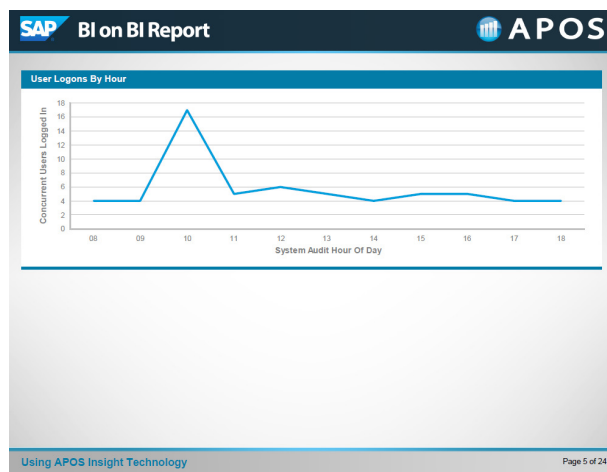 SAP BI on BI Report APOS
User Logons By Hour
Concurrent Users Logged In
18
16
14
12
10
8
6
4
2
0
08 09 10 11 12 13 14 15 16 17 18
System Audit Hour Of Day
Using APOS Insight Technology Page 5 of 24